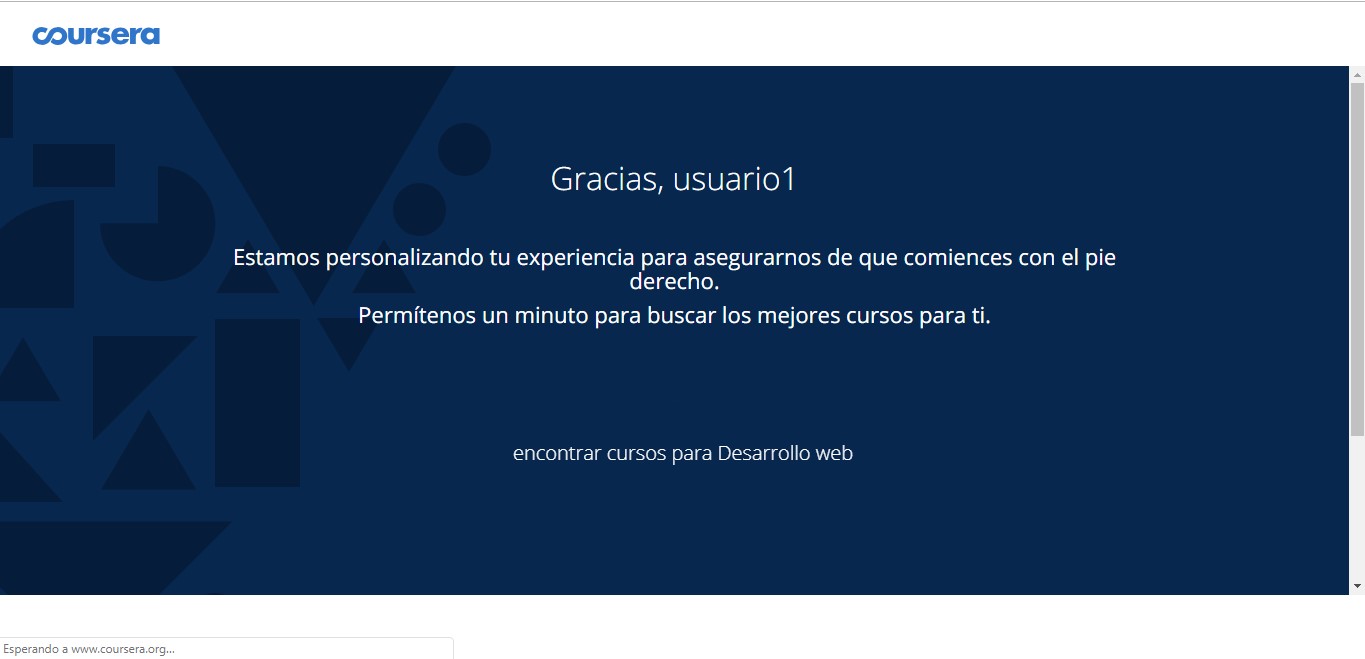 coursera
Gracias, usuario1
Estamos personalizando tu experiencia para asegurarnos de que comiences con el pie
derecho.
Permítenos un minuto para buscar los mejores cursos para ti.
encontrar cursos para Desarrollo web
Esperando a www.coursera.org...